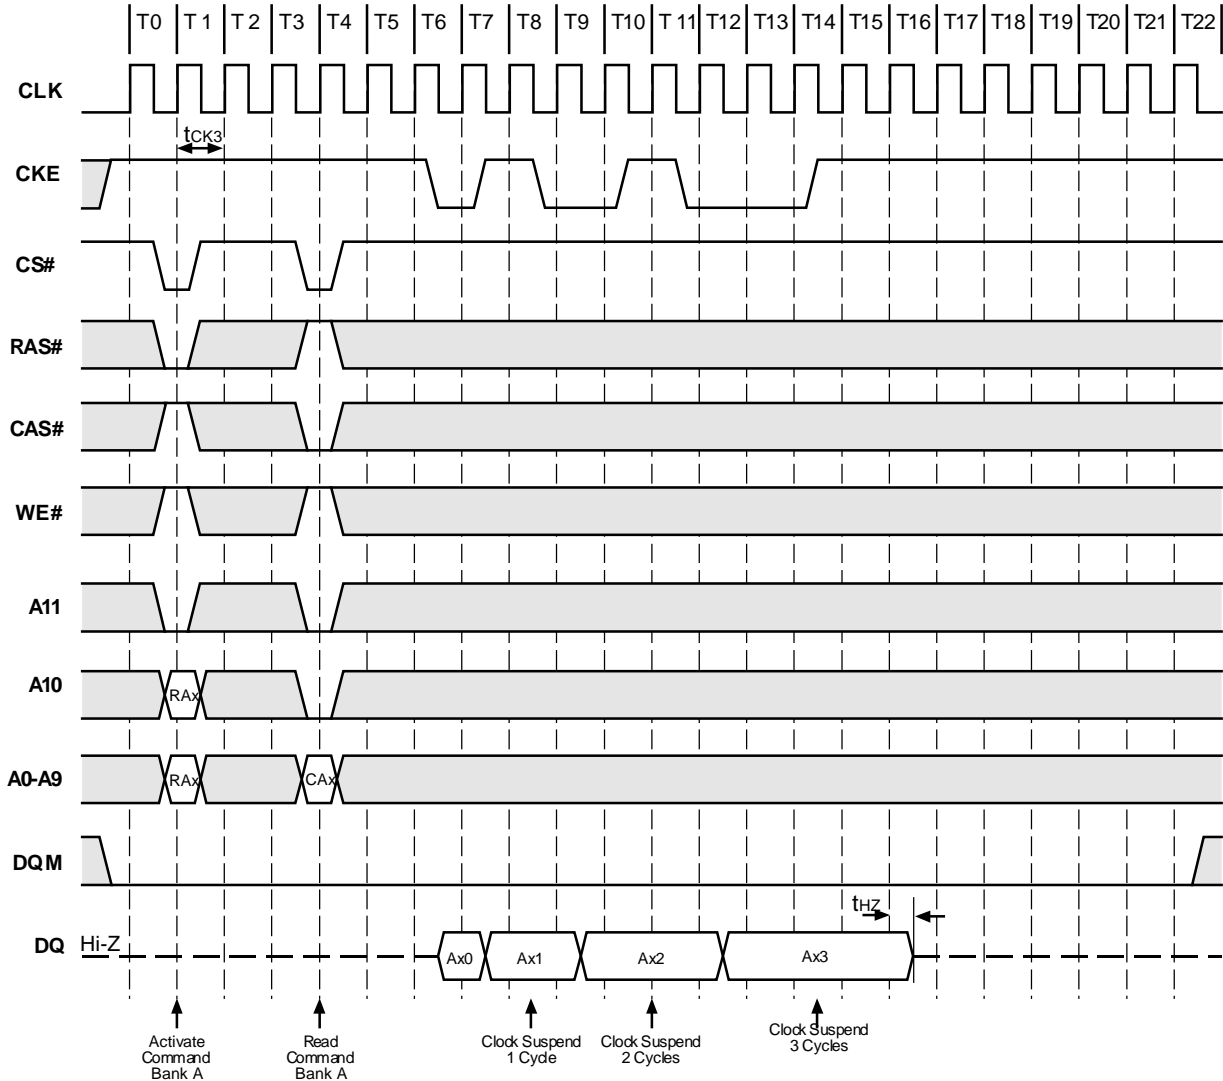 T0 T 1 T 2 T3 T4 T5 T6 T7 T8 T9 T10 T 11 T12 T13 T14 T15 T16 T17 T18 T19 T20 T21 T22
CLK
tCK3
CKE
CS#
RAS#
CAS#
WE#
A11
A10
RAx
A0-A9
RAx CAx
DQM
tHZ
DQ Hi-Z Ax0 Ax1 Ax2 Ax3
Activate
Command
Bank A
Read
Command
Bank A
Clock Suspend
1 Cycle
Clock Suspend
2 Cycles
Clock Suspend
3 Cycles